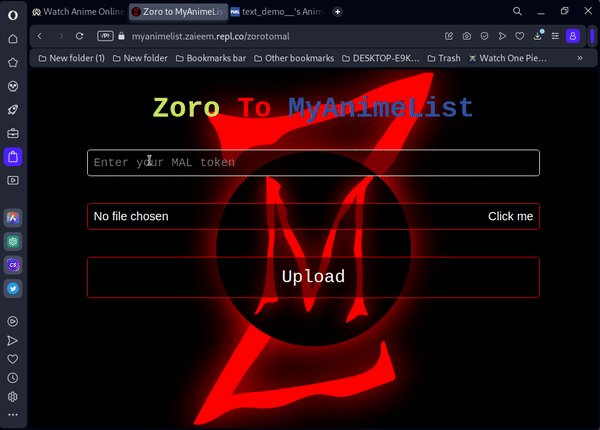 Watch Anime Online
Zoro to MyAnimeLis
text_demo__'s Anim
VPN
myanimelist.zaieem.repl.co/zorotomal
New folder (1)
New folder
Bookmarks bar
Other bookmarks
DESKTOP-E9K...
Trash
Watch One Pie...
»
Zoro To MyAnimeList
Enter your MAL token
No file chosen
Click me
Upload